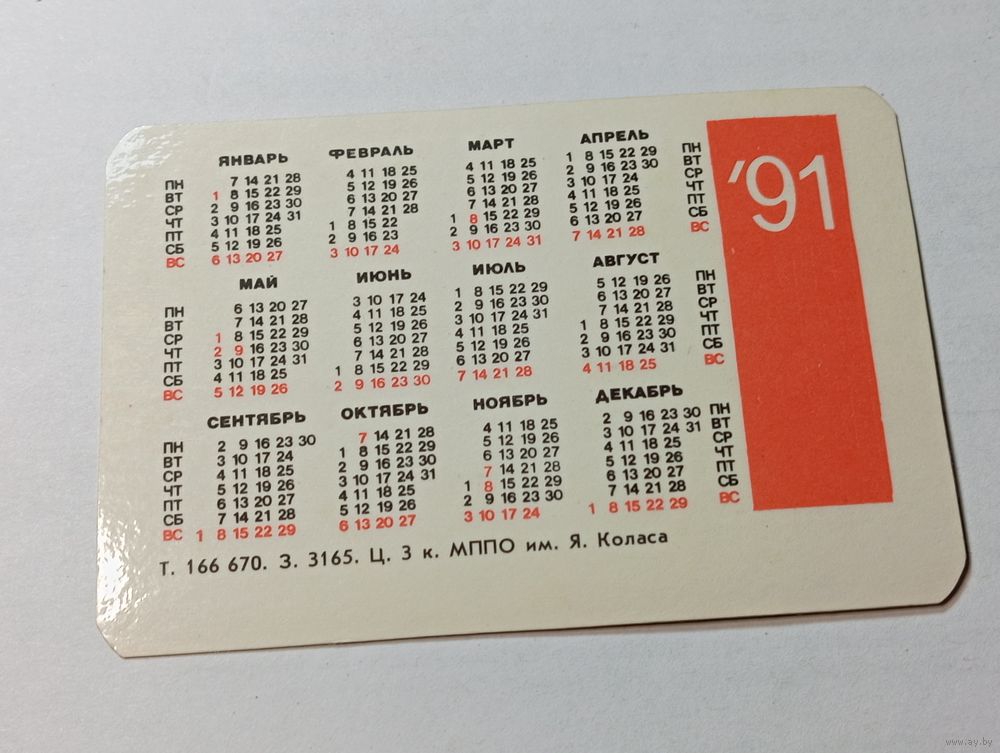 '91
ЯНВАРЬ ФЕВРАЛЬ МАРТ АПРЕЛЬ
ПН 7 14 21 28 4 11 18 25 4 11 18 25 1 8 15 22 29 ПН
ВТ 1 8 15 22 29 5 12 19 26 5 12 19 26 2 9 16 23 30 ВТ
СР 2 9 16 23 30 6 13 20 27 6 13 20 27 3 10 17 24 СР
ЧТ 3 10 17 24 31 7 14 21 28 7 14 21 28 4 11 18 25 ЧТ
ПТ 4 11 18 25 1 8 15 22 1 8 15 22 29 5 12 19 26 ПТ
СБ 5 12 19 26 2 9 16 23 2 9 16 23 30 6 13 20 27 СБ
ВС 6 13 20 27 3 10 17 24 3 10 17 24 31 7 14 21 28 ВС
МАЙ ИЮНЬ ИЮЛЬ АВГУСТ
ПН 6 13 20 27 3 10 17 24 1 8 15 22 29 5 12 19 26 ПН
ВТ 7 14 21 28 4 11 18 25 2 9 16 23 30 6 13 20 27 ВТ
СР 1 8 15 22 29 5 12 19 26 3 10 17 24 31 7 14 21 28 СР
ЧТ 2 9 16 23 30 6 13 20 27 4 11 18 25 1 8 15 22 29 ЧТ
ПТ 3 10 17 24 31 7 14 21 28 5 12 19 26 2 9 16 23 30 ПТ
СБ 4 11 18 25 1 8 15 22 29 6 13 20 27 3 10 17 24 31 СБ
ВС 5 12 19 26 2 9 16 23 30 7 14 21 28 4 11 18 25 ВС
СЕНТЯБРЬ ОКТЯБРЬ НОЯБРЬ ДЕКАБРЬ
ПН 2 9 16 23 30 7 14 21 28 4 11 18 25 2 9 16 23 30 ПН
ВТ 3 10 17 24 1 8 15 22 29 5 12 19 26 3 10 17 24 31 ВТ
СР 4 11 18 25 2 9 16 23 30 6 13 20 27 4 11 18 25 СР
ЧТ 5 12 19 26 3 10 17 24 31 7 14 21 28 5 12 19 26 ЧТ
ПТ 6 13 20 27 4 11 18 25 1 8 15 22 29 6 13 20 27 ПТ
СБ 7 14 21 28 5 12 19 26 2 9 16 23 30 7 14 21 28 СБ
ВС 1 8 15 22 29 6 13 20 27 3 10 17 24 1 8 15 22 29 ВС
Т. 166 670. З. 3165. Ц. 3 к. МППО им. Я. Коласа
www.ay.by